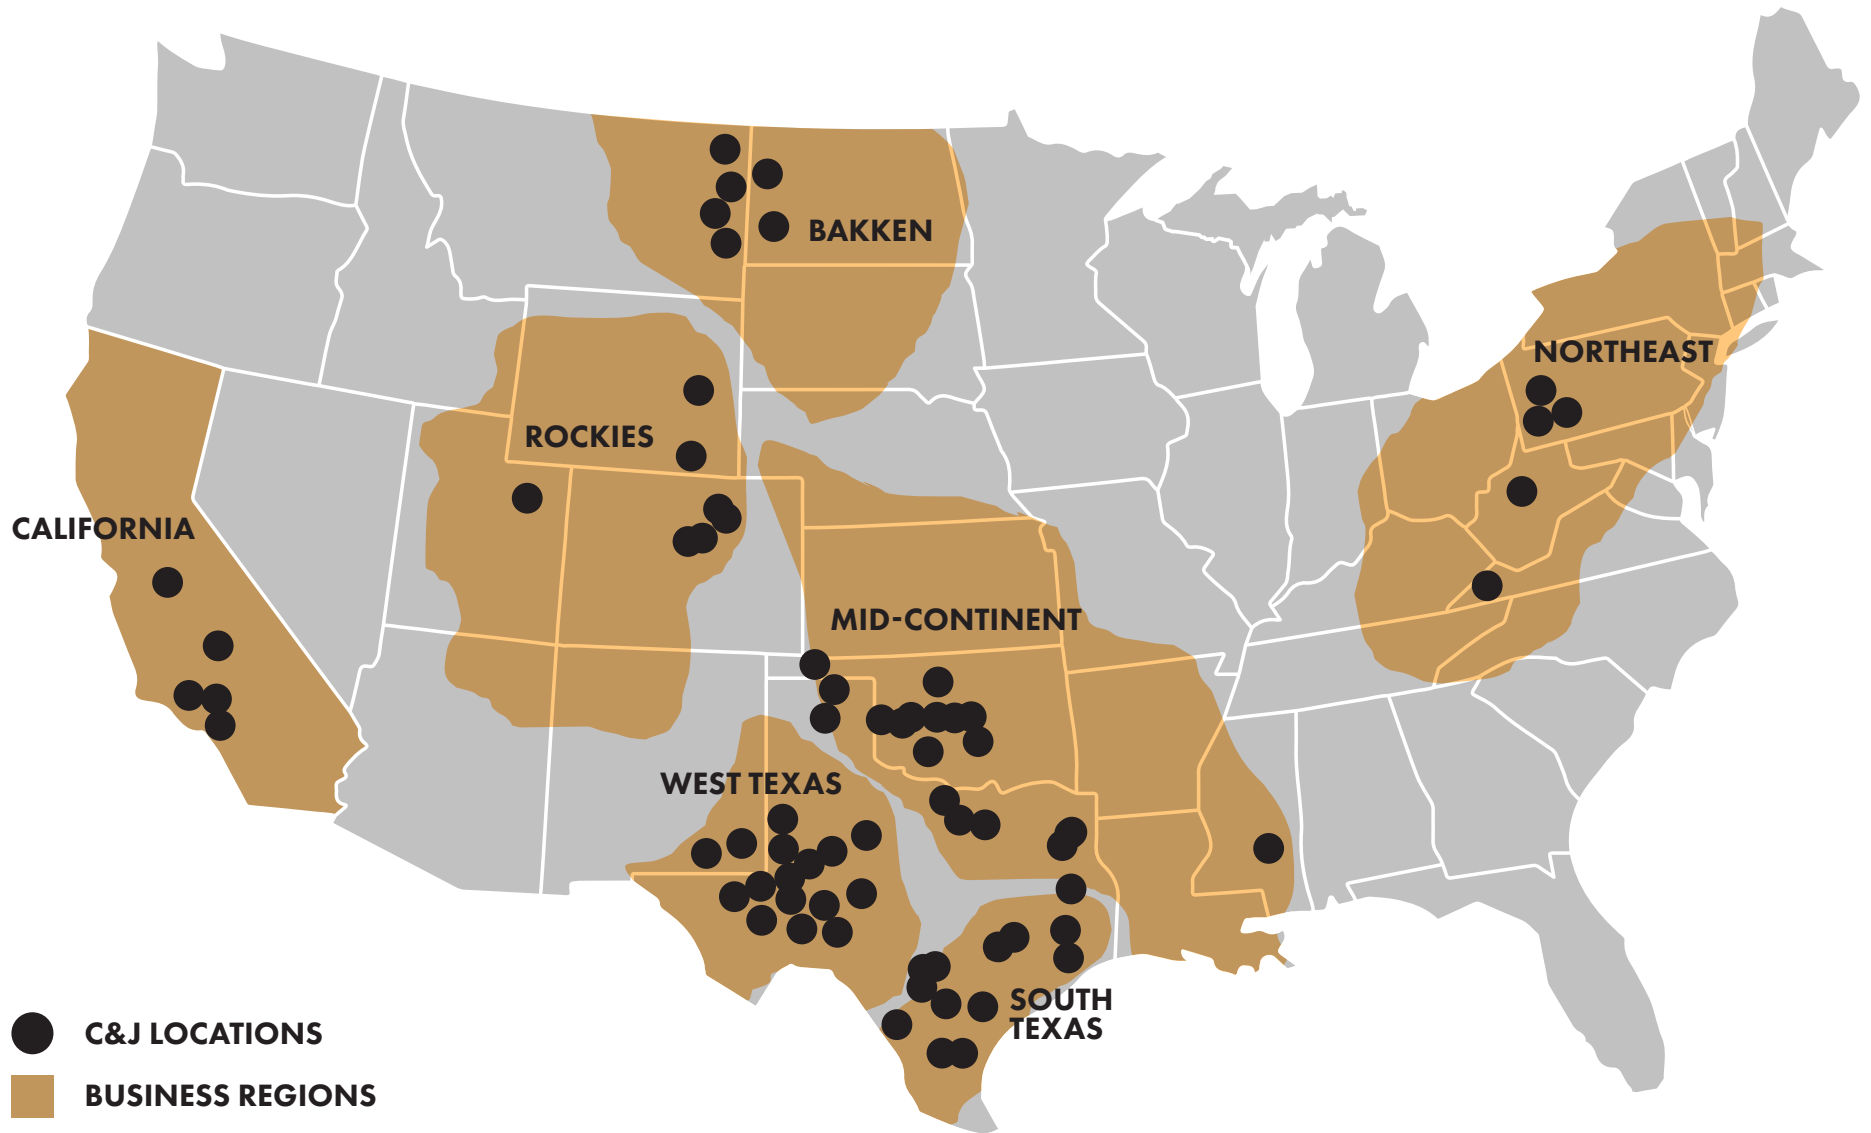 BAKKEN
NORTHEAST
ROCKIES
CALIFORNIA
MID-CONTINENT
WEST TEXAS
SOUTH
TEXAS
C&J LOCATIONS
BUSINESS REGIONS